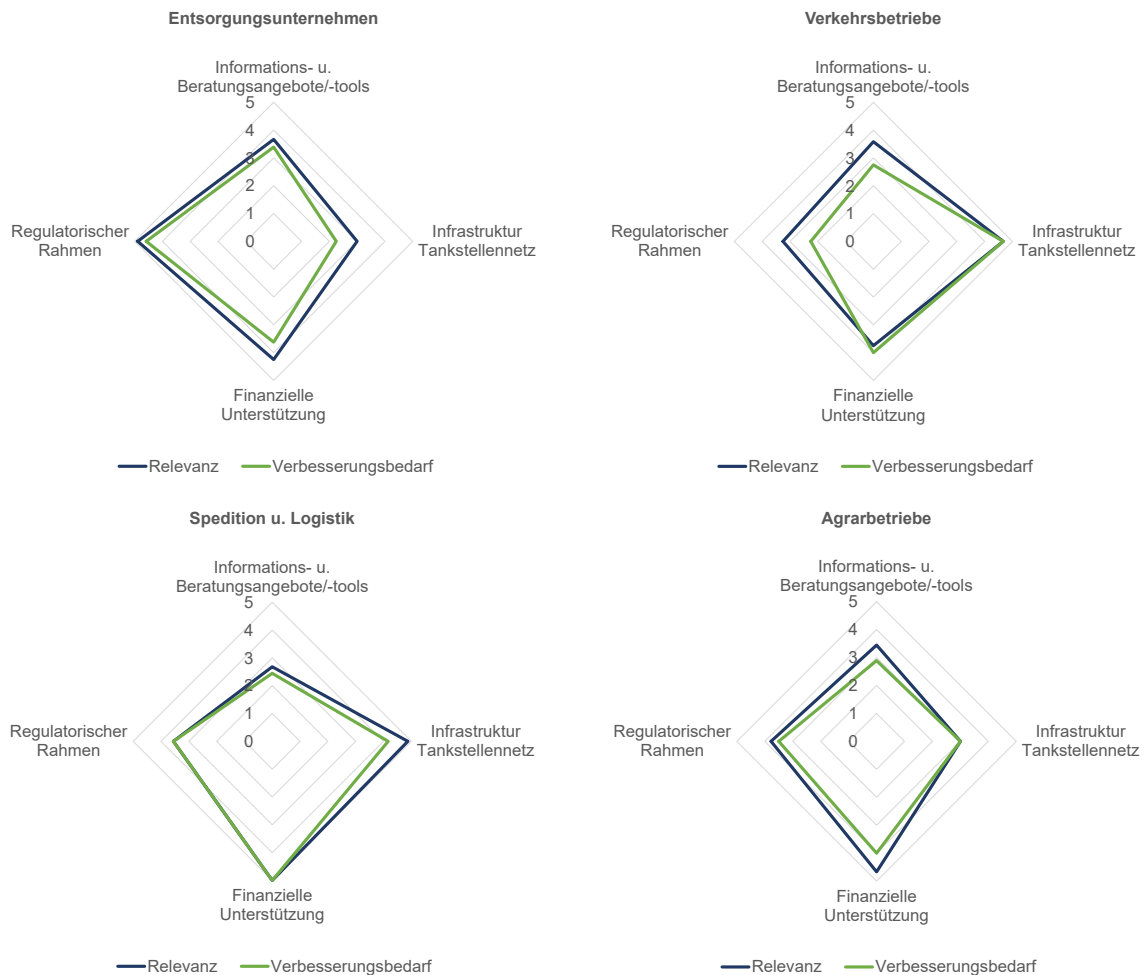 Entsorgungsunternehmen
Informations- u.
Beratungsangebote/-tools
5
4
3
2
1
0
Regulatorischer
Rahmen
Infrastruktur
Tankstellennetz
Finanzielle
Unterstützung
Relevanz
Verbesserungsbedarf
Verkehrsbetriebe
Informations- u.
Beratungsangebote/-tools
5
4
3
2
1
0
Regulatorischer
Rahmen
Infrastruktur
Tankstellennetz
Finanzielle
Unterstützung
Relevanz
Verbesserungsbedarf
Spedition u. Logistik
Informations- u.
Beratungsangebote/-tools
5
4
3
2
1
0
Regulatorischer
Rahmen
Infrastruktur
Tankstellennetz
Finanzielle
Unterstützung
Relevanz
Verbesserungsbedarf
Agrarbetriebe
Informations- u.
Beratungsangebote/-tools
5
4
3
2
1
0
Regulatorischer
Rahmen
Infrastruktur
Tankstellennetz
Finanzielle
Unterstützung
Relevanz
Verbesserungsbedarf